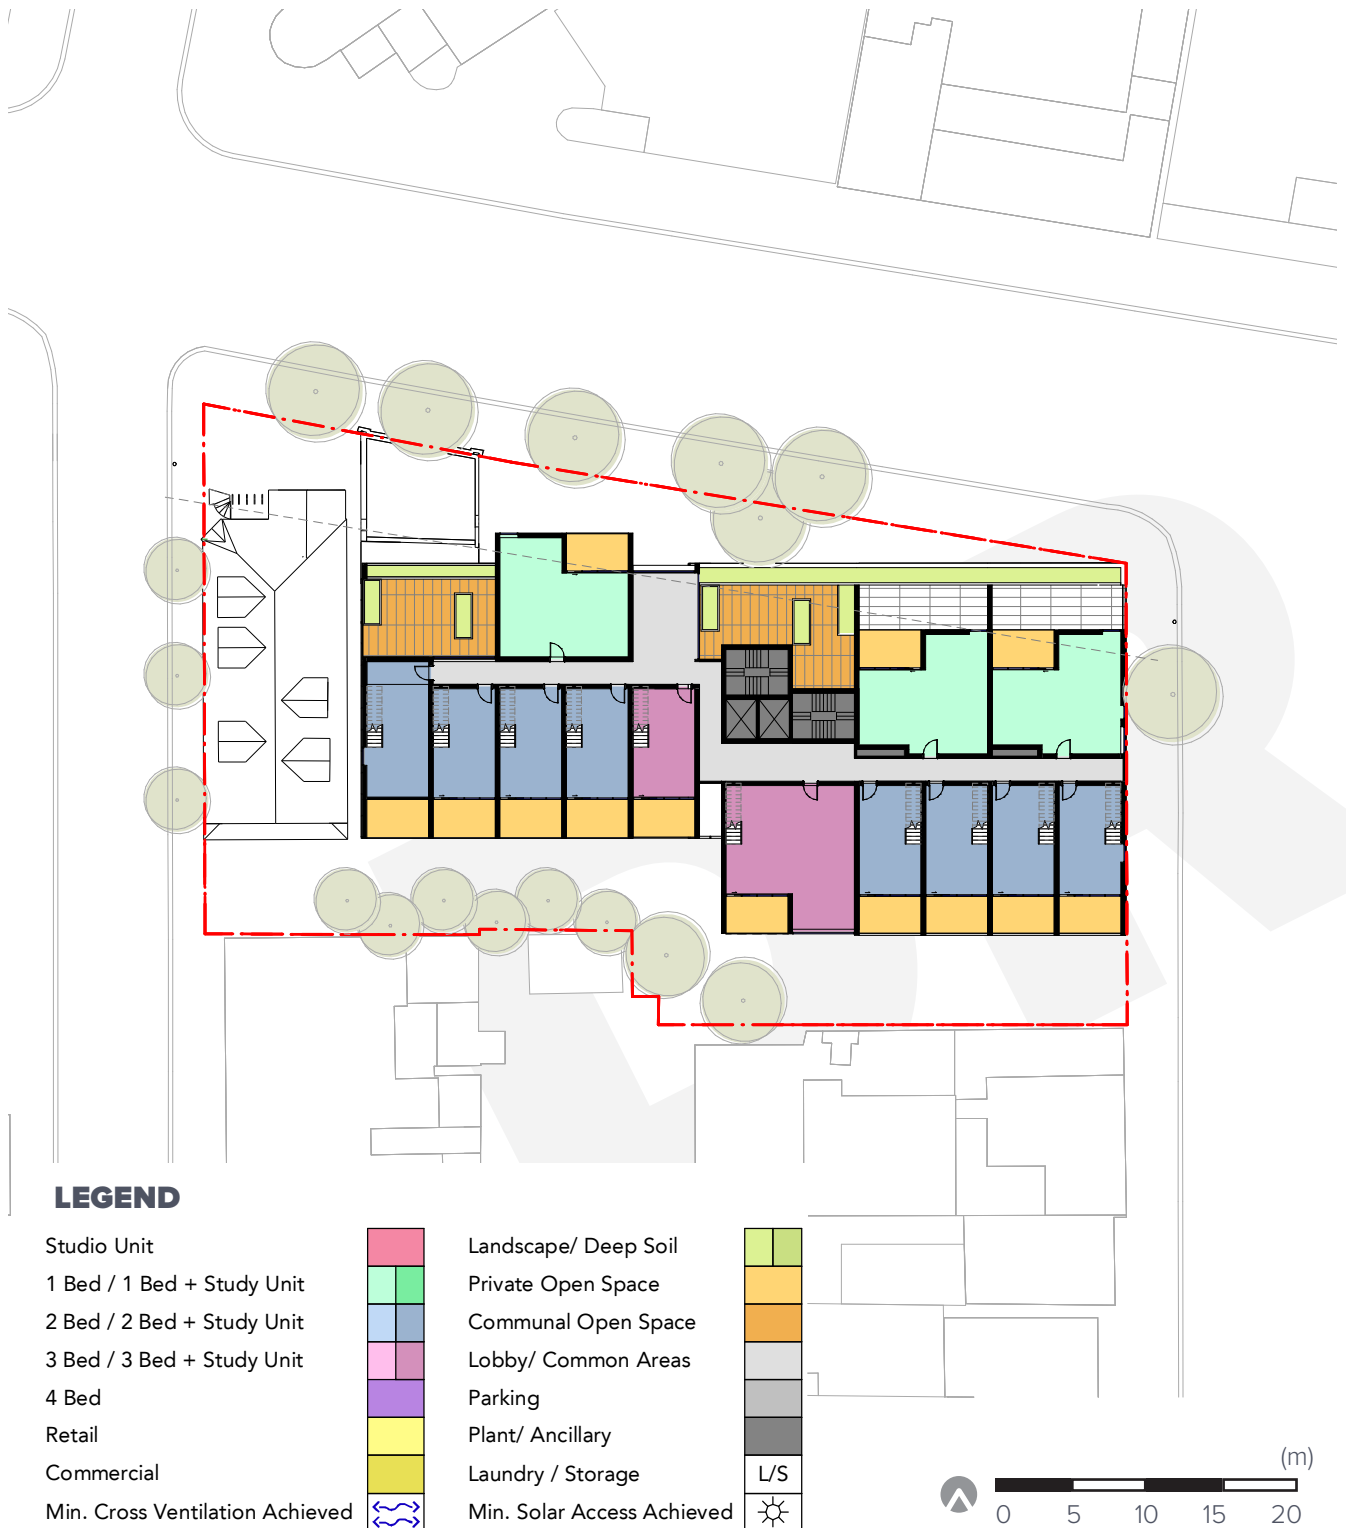 LEGEND
Studio Unit
1 Bed / 1 Bed + Study Unit
2 Bed / 2 Bed + Study Unit
3 Bed / 3 Bed + Study Unit
4 Bed
Retail
Commercial
Min. Cross Ventilation Achieved
Landscape/ Deep Soil
Private Open Space
Communal Open Space
Lobby/ Common Areas
Parking
Plant/ Ancillary
Laundry / Storage L/S
Min. Solar Access Achieved
(m)
0 5 10 15 20